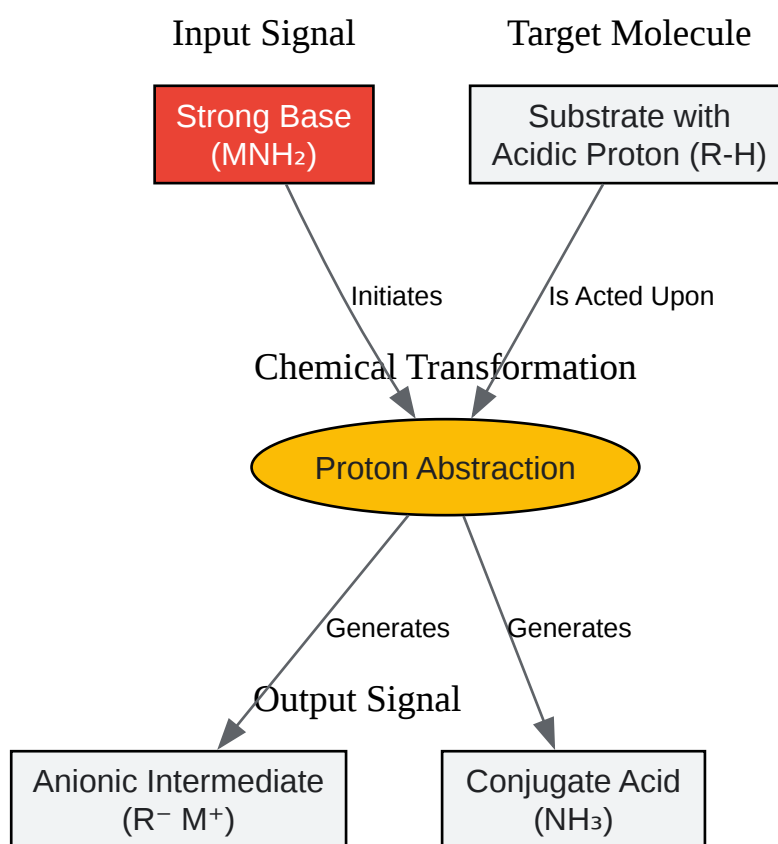 Input Signal
Target Molecule
Strong Base
(MNH₂)
Substrate with
Acidic Proton (R-H)
Initiates
Is Acted Upon
Chemical Transformation
Proton Abstraction
Generates
Generates
Output Signal
Anionic Intermediate
(R⁻ M⁺)
Conjugate Acid
(NH₃)